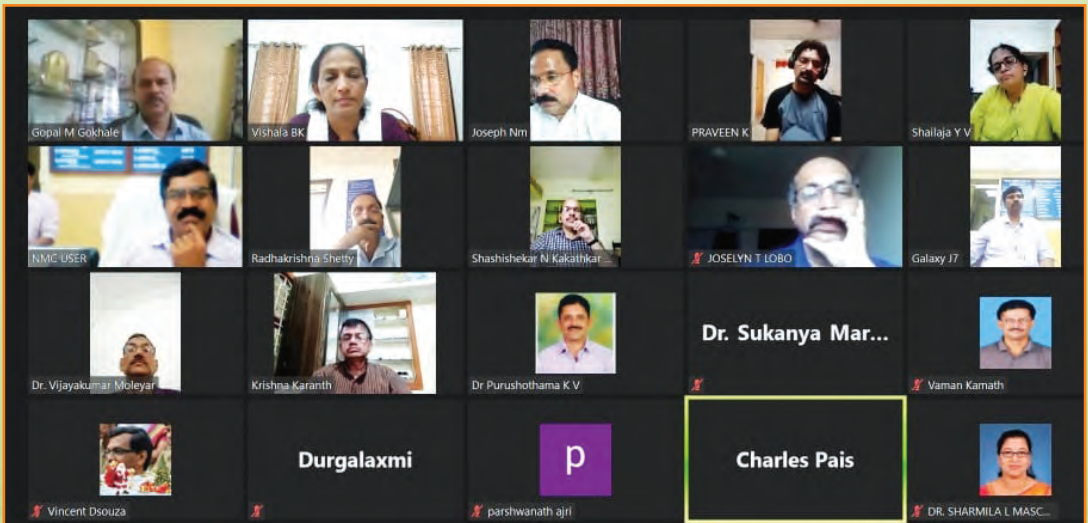 Gopal M Gokhale
Vishala BK
Joseph Nm
PRAVEEN K
Shailaja Y V
NMC USER
Radhakrishna Shetty
Shashishekar N Kakathkar
JOSELYN T LOBO
Galaxy J7
Dr. Vijayakumar Moleyar
Krishna Karanth
Dr Purushothama K V
Dr. Sukanya Mar...
Vaman Kamath
Vincent Dsouza
Durgalaxmi
p
parshwanath ajri
Charles Pais
DR. SHARMILA L MASC...